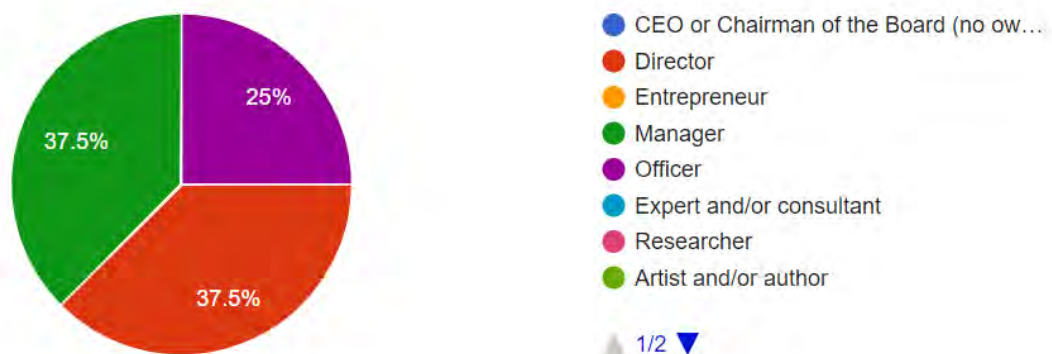 25%
37.5%
37.5%
CEO or Chairman of the Board (no ow…
Director
Entrepreneur
Manager
Officer
Expert and/or consultant
Researcher
Artist and/or author
1/2